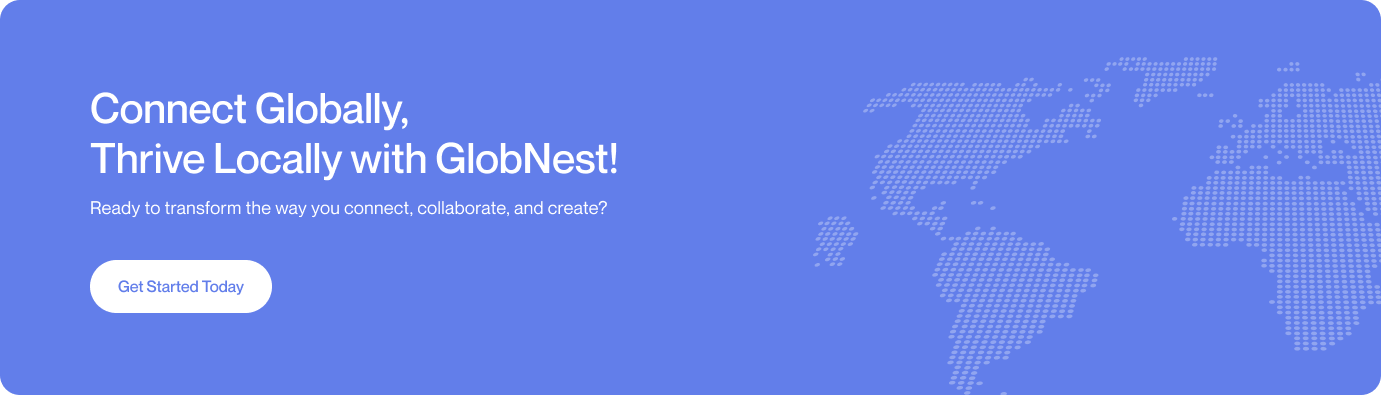 Connect Globally,
Thrive Locally with GlobNest!
Ready to transform the way you connect, collaborate, and create?
Get Started Today